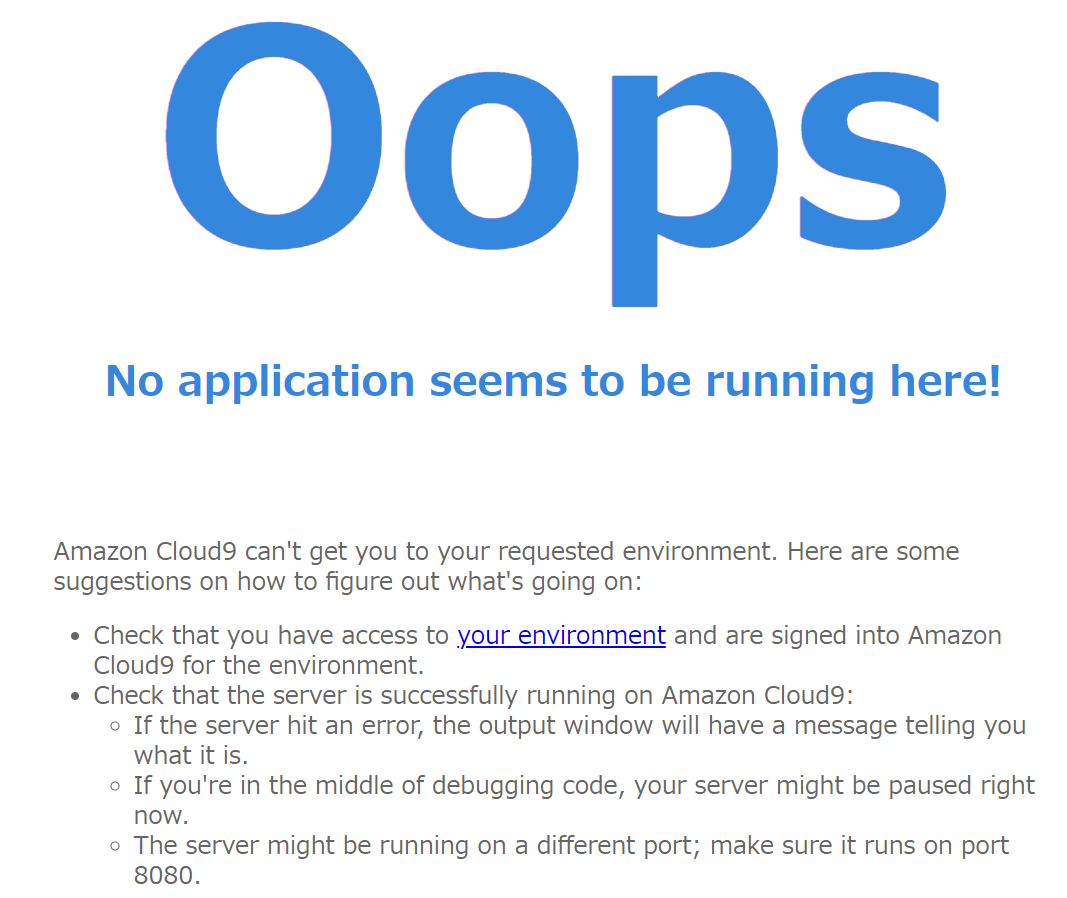 Oops
No application seems to be running here!
Amazon Cloud9 can't get you to your requested environment. Here are some
suggestions on how to figure out what's going on:
• Check that you have access to your environment and are signed into Amazon
Cloud9 for the environment.
• Check that the server is successfully running on Amazon Cloud9:
◦ If the server hit an error, the output window will have a message telling you
what it is.
◦ If you're in the middle of debugging code, your server might be paused right
now.
◦ The server might be running on a different port; make sure it runs on port
8080.